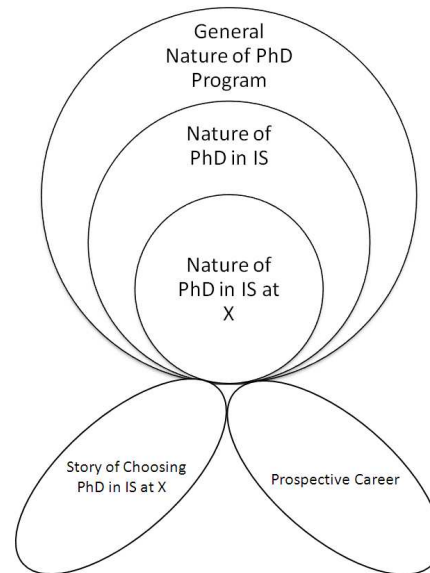 General
Nature of PhD
Program
Nature of
PhD in IS
Nature of
PhD in IS at
X
Story of Choosing
PhD in IS at X
Prospective Career